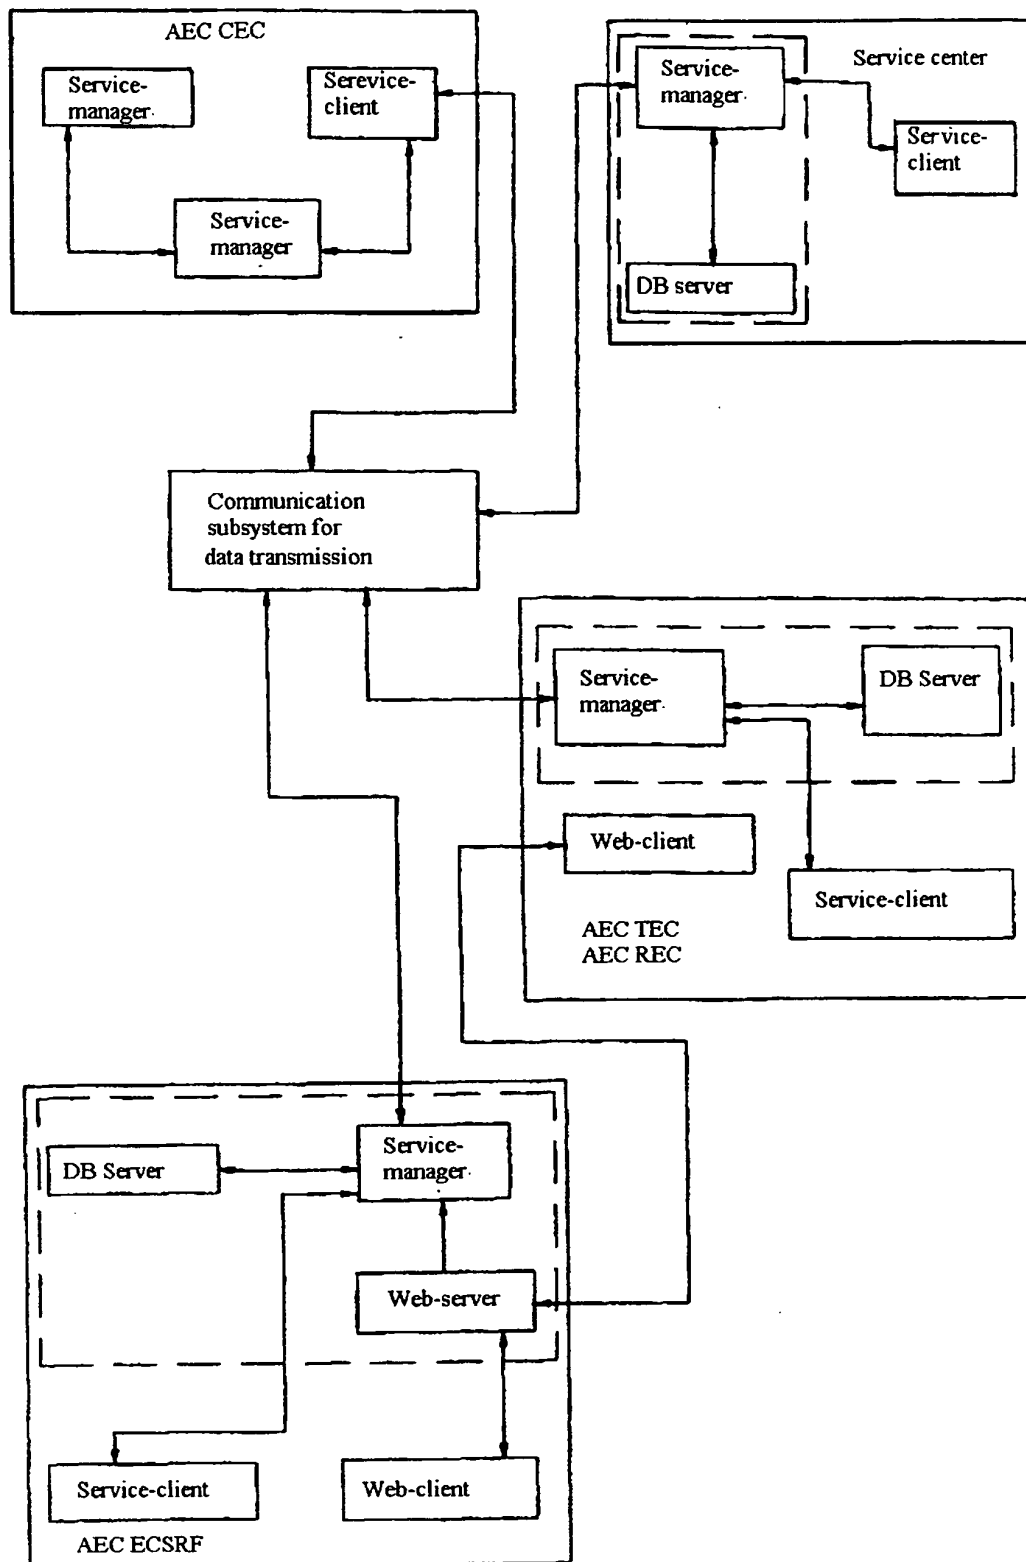 AEC CEC
Service-
manager
Serevice-
client
Service-
manager
Service-
manager
Service center
Service-
client
DB server
Communication
subsystem for
data transmission
Service-
manager
DB Server
Web-client
Service-client
AEC TEC
AEC REC
Service-
manager
DB Server
Web-server
Service-client
Web-client
AEC ECSRF